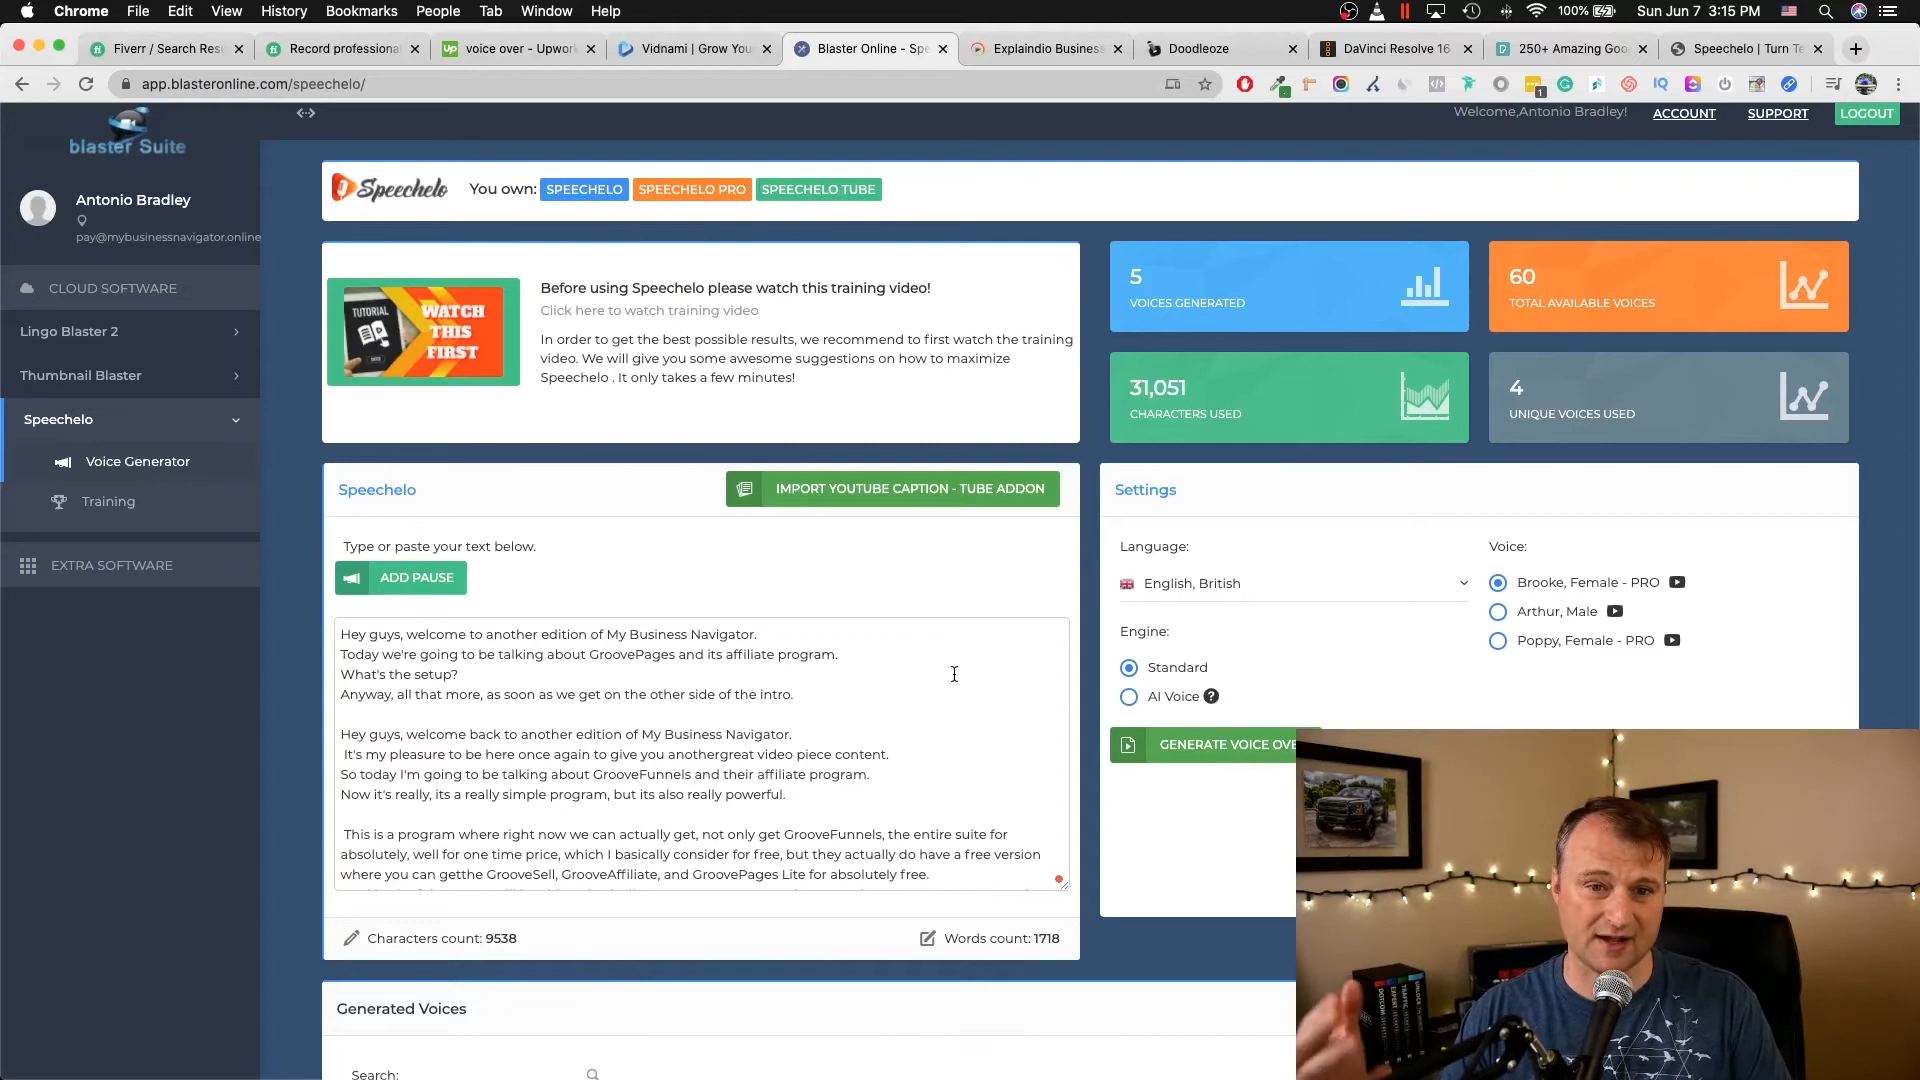 Chrome File Edit View History Bookmarks People Tab Window Help 100% Sun Jun 7 3:15 PM
Fiverr / Search Res
Record professional
voice over - Upwork
Vidnami | Grow You
Blaster Online - Spe
Explaindio Business
Doodleoze
DaVinci Resolve 16
250+ Amazing Goo
Speechelo | Turn Te
app.blasteronline.com/speechelo/
blaster Suite
Welcome,Antonio Bradley! ACCOUNT SUPPORT LOGOUT
Antonio Bradley
pay@mybusinessnavigator.online
CLOUD SOFTWARE
Lingo Blaster 2
Thumbnail Blaster
Speechelo
Voice Generator
Training
EXTRA SOFTWARE
Speechelo You own: SPEECHELO SPEECHELO PRO SPEECHELO TUBE
TUTORIAL
WATCH
THIS
FIRST
Before using Speechelo please watch this training video!
Click here to watch training video
In order to get the best possible results, we recommend to first watch the training
video. We will give you some awesome suggestions on how to maximize
Speechelo . It only takes a few minutes!
5
VOICES GENERATED
60
TOTAL AVAILABLE VOICES
31,051
CHARACTERS USED
4
UNIQUE VOICES USED
Speechelo
IMPORT YOUTUBE CAPTION - TUBE ADDON
Type or paste your text below.
ADD PAUSE
Hey guys, welcome to another edition of My Business Navigator.
Today we're going to be talking about GroovePages and its affiliate program.
What's the setup?
Anyway, all that more, as soon as we get on the other side of the intro.
Hey guys, welcome back to another edition of My Business Navigator.
It's my pleasure to be here once again to give you anothergreat video piece content.
So today I'm going to be talking about GrooveFunnels and their affiliate program.
Now it's really, its a really simple program, but its also really powerful.
This is a program where right now we can actually get, not only get GrooveFunnels, the entire suite for
absolutely, well for one time price, which I basically consider for free, but they actually do have a free version
where you can getthe GrooveSell, GrooveAffiliate, and GroovePages Lite for absolutely free.
Characters count: 9538
Words count: 1718
Settings
Language:
English, British
Engine:
Standard
AI Voice
Voice:
Brooke, Female - PRO
Arthur, Male
Poppy, Female - PRO
GENERATE VOICE OVE
Generated Voices
Search:
DOTCOM SECRETS
EXPERT SECRETS
TRAFFIC SECRETS